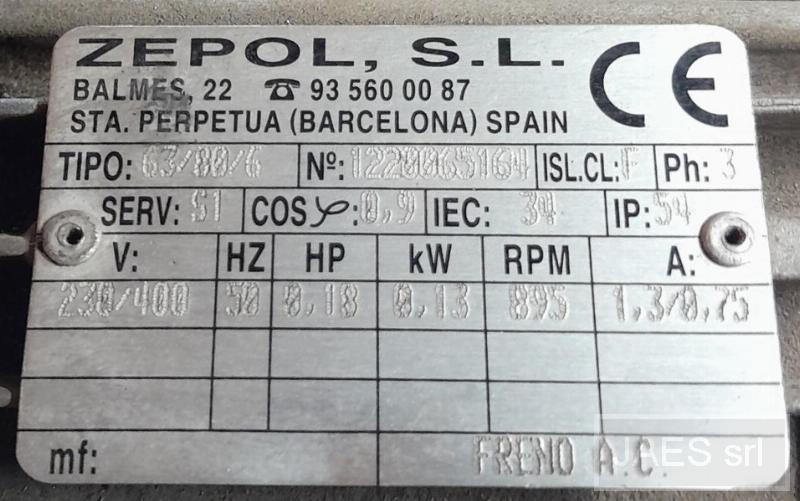 ZEPOL, S.L.
BALMES, 22 ☎ 93 560 00 87
STA. PERPETUA (BARCELONA) SPAIN
CE
TIPO: 63/80/6 Nº: 1220065164 ISL.CL: F Ph: 3
SERV: S1 COSφ: 0,9 IEC: 34 IP: 54
V: HZ HP kW RPM A:
230/400 50 0,18 0,13 895 1,3/0,75
mf: FRENO A.C.
JAES srl